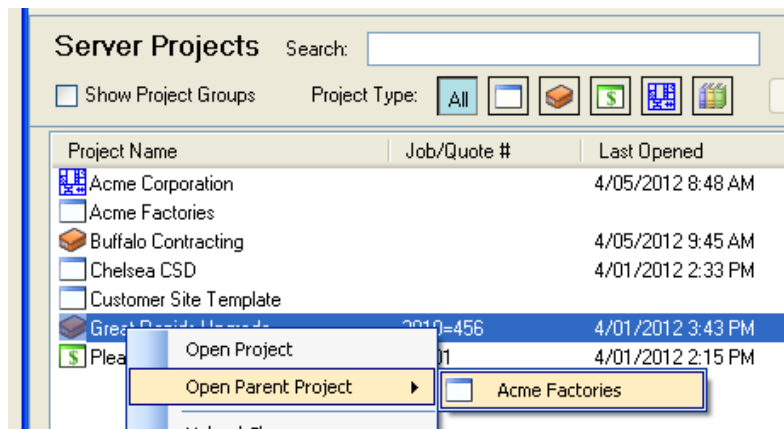 Server Projects Search:
Show Project Groups Project Type: All
Project Name Job/Quote # Last Opened
Acme Corporation 4/05/2012 8:48 AM
Acme Factories
Buffalo Contracting 4/05/2012 9:45 AM
Chelsea CSD 4/01/2012 2:33 PM
Customer Site Template
4/01/2012 3:43 PM
4/01/2012 2:15 PM
Open Project
Open Parent Project Acme Factories